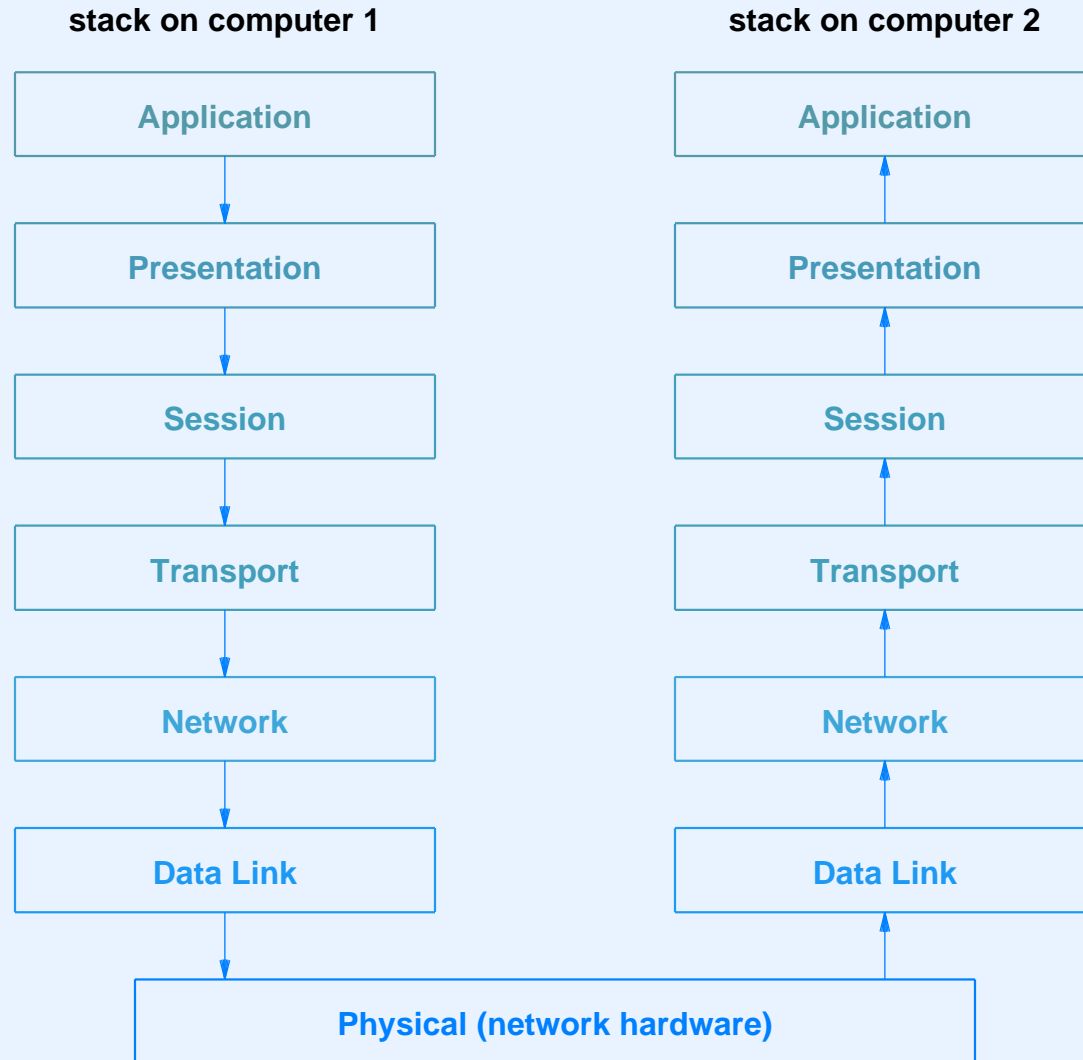 stack on computer 1
stack on computer 2
Application
Application
Presentation
Presentation
Session
Session
Transport
Transport
Network
Network
Data Link
Data Link
Physical (network hardware)